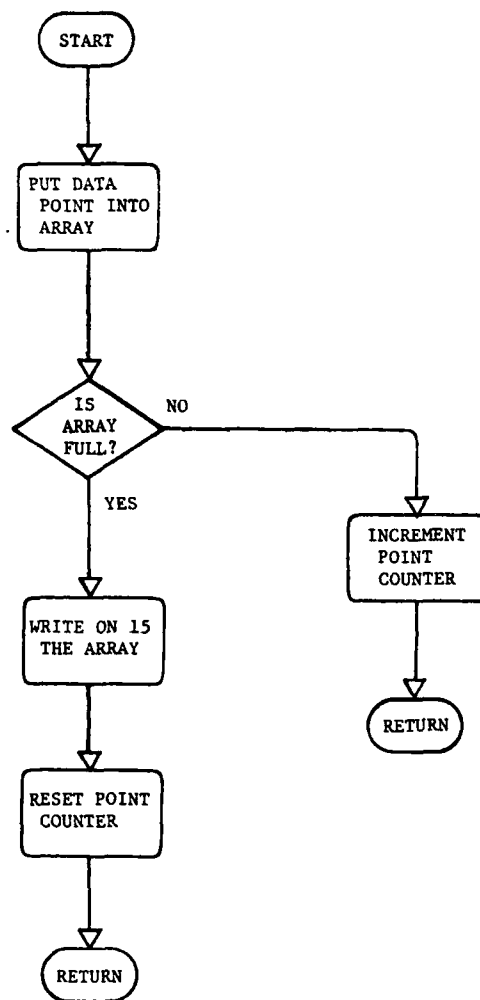 START
PUT DATA
POINT INTO
ARRAY
IS
ARRAY
FULL?
NO
YES
INCREMENT
POINT
COUNTER
WRITE ON 15
THE ARRAY
RETURN
RESET POINT
COUNTER
RETURN